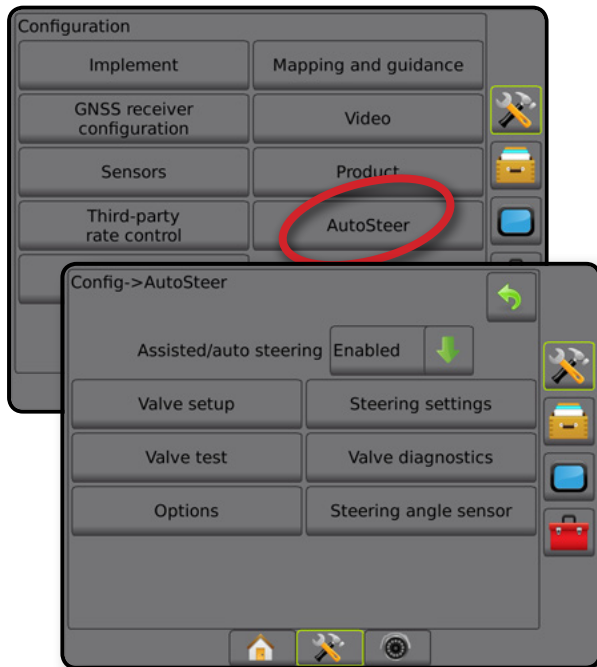 Configuration
Implement
Mapping and guidance
GNSS receiver
configuration
Video
Sensors
Product
Third-party
rate control
AutoSteer
Config->AutoSteer
Assisted/auto steering Enabled
Valve setup
Steering settings
Valve test
Valve diagnostics
Options
Steering angle sensor